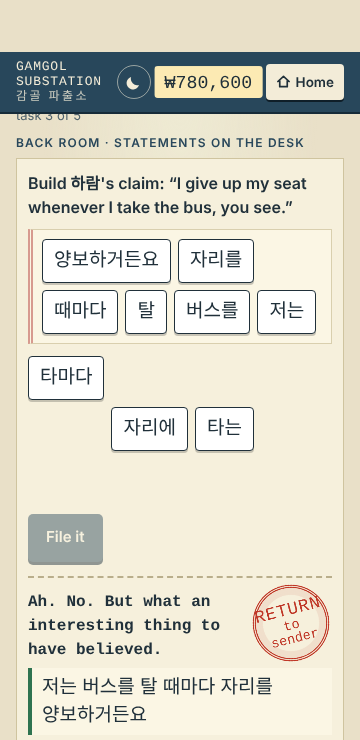 GAMGOL
SUBSTATION
감골 파출소
₩780,600
Home
task 3 of 5
BACK ROOM · STATEMENTS ON THE DESK
Build 하람's claim: “I give up my seat
whenever I take the bus, you see.”
양보하거든요 자리를
때마다 탈 버스를 저는
타마다
자리에 타는
File it
Ah. No. But what an
interesting thing to
have believed.
RETURN
to
sender
저는 버스를 탈 때마다 자리를
양보하거든요